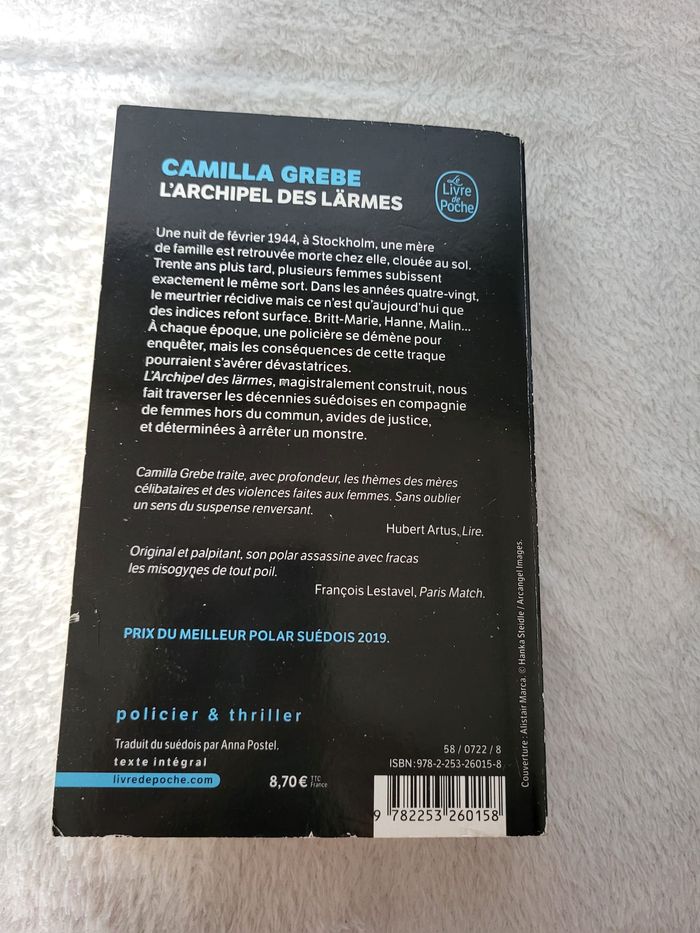 CAMILLA GREBE
L'ARCHIPEL DES LÄRMES
Le
Livre
de
Poche
Une nuit de février 1944, à Stockholm, une mère
de famille est retrouvée morte chez elle, clouée au sol.
Trente ans plus tard, plusieurs femmes subissent
exactement le même sort. Dans les années quatre-vingt,
le meurtrier récidive mais ce n'est qu'aujourd'hui que
des indices refont surface. Britt-Marie, Hanne, Malin...
À chaque époque, une policière se démène pour
enquêter, mais les conséquences de cette traque
pourraient s'avérer dévastatrices.
L'Archipel des lärmes, magistralement construit, nous
fait traverser les décennies suédoises en compagnie
de femmes hors du commun, avides de justice,
et déterminées à arrêter un monstre.
Camilla Grebe traite, avec profondeur, les thèmes des mères
célibataires et des violences faites aux femmes. Sans oublier
un sens du suspense renversant.
Hubert Artus, Lire.
Original et palpitant, son polar assassine avec fracas
les misogynes de tout poil.
François Lestavel, Paris Match.
PRIX DU MEILLEUR POLAR SUÉDOIS 2019.
policier & thriller
Traduit du suédois par Anna Postel.
texte intégral
livredepoche.com
8,70 € TTC
France
58 / 0722 / 8
ISBN : 978-2-253-26015-8
9 782253 260158
Couverture : Alistair Marca. © Hanka Steidle / Arcangel Images.